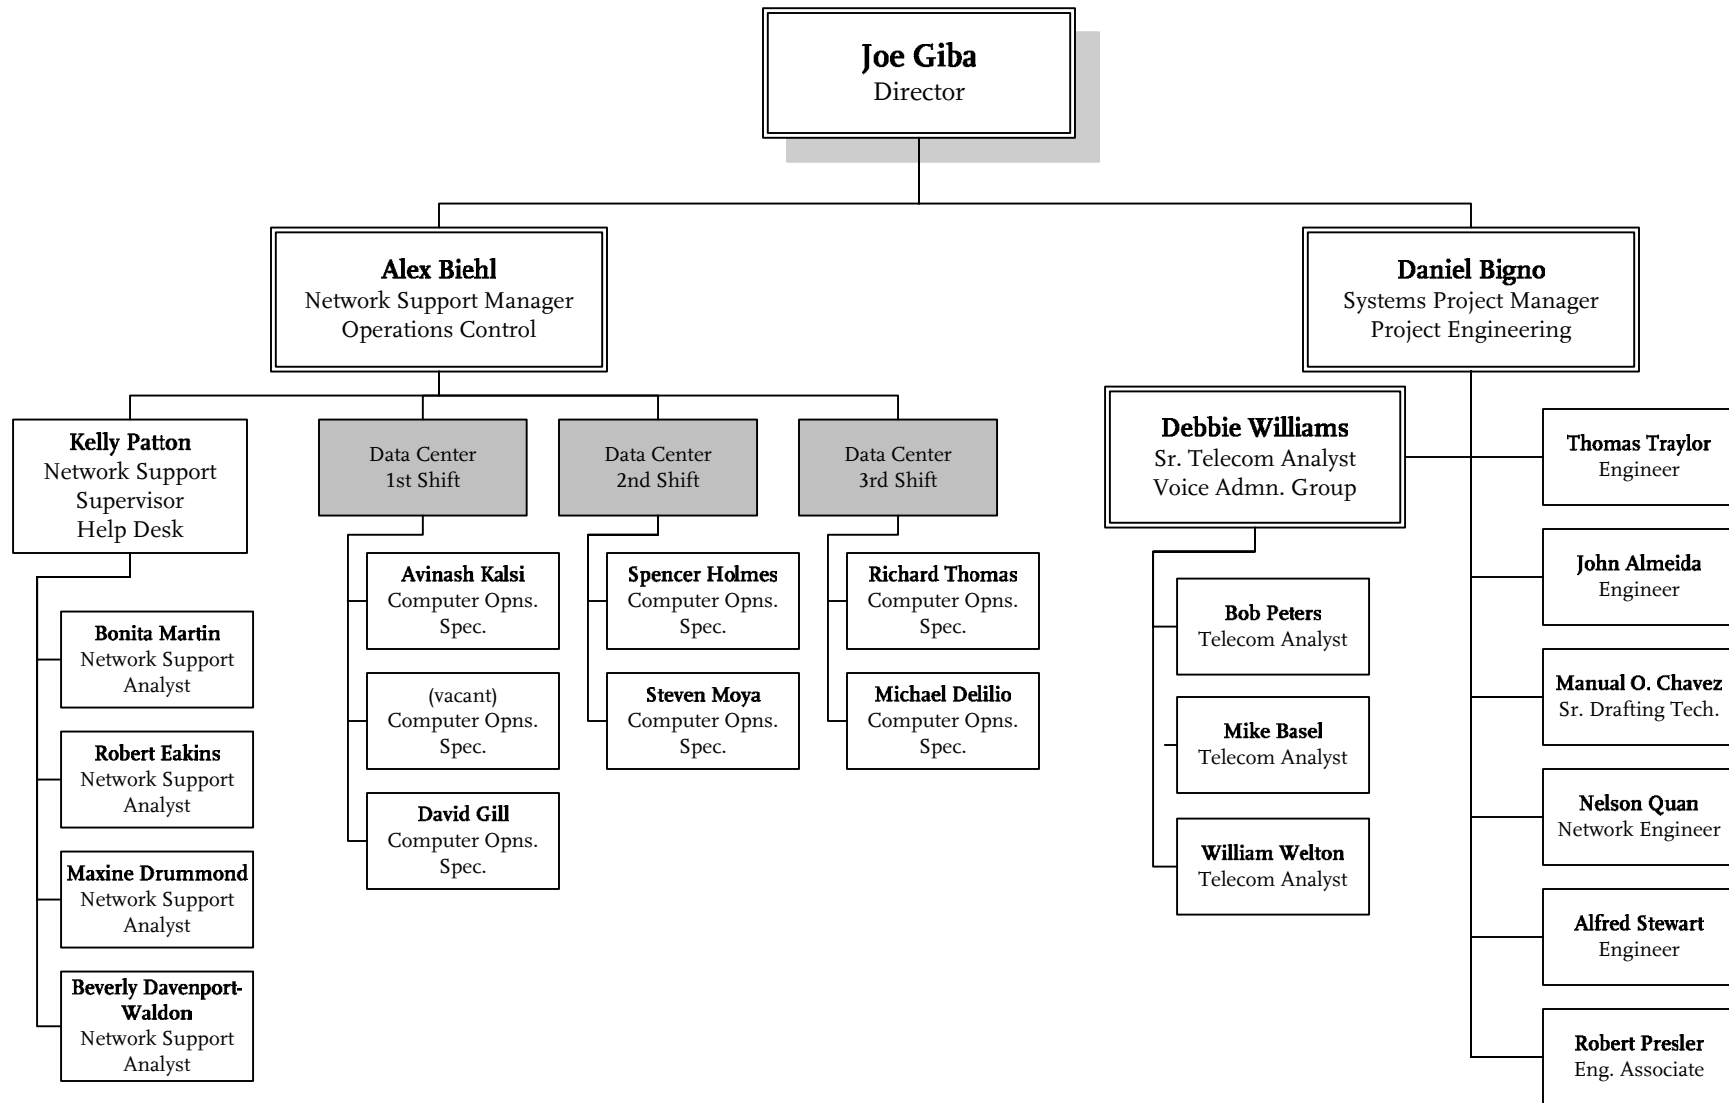 Joe Giba
Director
Alex Biehl
Network Support Manager
Operations Control
Daniel Bigno
Systems Project Manager
Project Engineering
Kelly Patton
Network Support
Supervisor
Help Desk
Bonita Martin
Network Support
Analyst
Robert Eakins
Network Support
Analyst
Maxine Drummond
Network Support
Analyst
Beverly Davenport-
Waldon
Network Support
Analyst
Data Center
1st Shift
Avinash Kalsi
Computer Opns.
Spec.
(vacant)
Computer Opns.
Spec.
David Gill
Computer Opns.
Spec.
Data Center
2nd Shift
Spencer Holmes
Computer Opns.
Spec.
Steven Moya
Computer Opns.
Spec.
Data Center
3rd Shift
Richard Thomas
Computer Opns.
Spec.
Michael Delilio
Computer Opns.
Spec.
Debbie Williams
Sr. Telecom Analyst
Voice Admn. Group
Bob Peters
Telecom Analyst
Mike Basel
Telecom Analyst
William Welton
Telecom Analyst
Thomas Traylor
Engineer
John Almeida
Engineer
Manual O. Chavez
Sr. Drafting Tech.
Nelson Quan
Network Engineer
Alfred Stewart
Engineer
Robert Presler
Eng. Associate